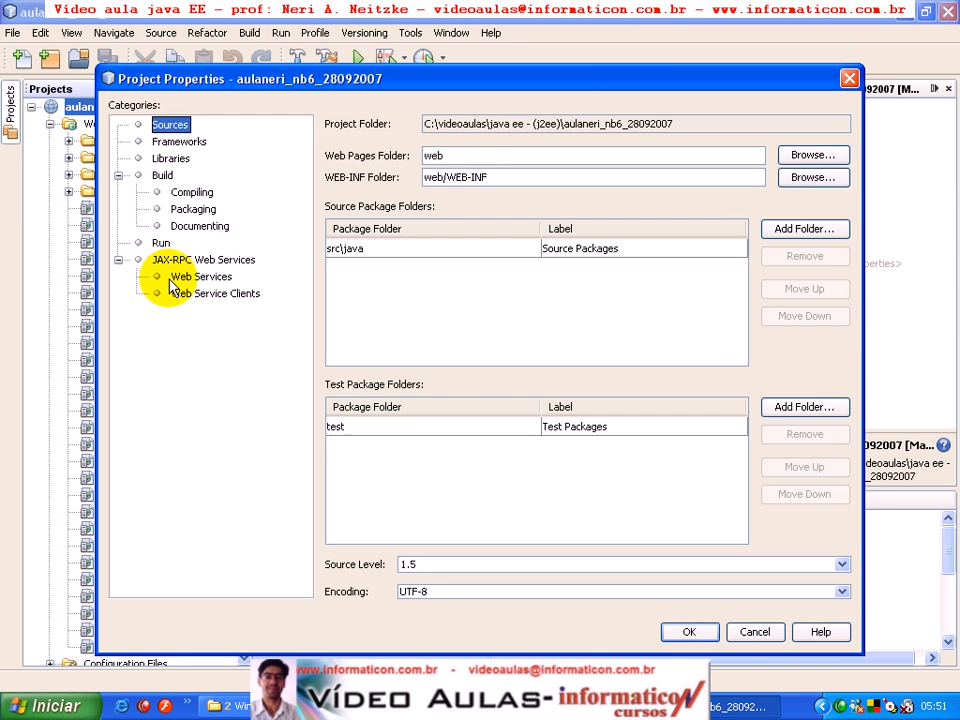 Vídeo aula java EE - prof: Neri A. Neitzke - videoaulas@informaticon.com.br - www.informaticon.com.br
File Edit View Navigate Source Refactor Build Run Profile Versioning Tools Window Help
Project Properties - aulaneri_nb6_28092007
Projects
Projects
Categories:
Sources
Frameworks
Libraries
Build
Compiling
Packaging
Documenting
Run
JAX-RPC Web Services
Web Services
Web Service Clients
Project Folder: C:\videoaulas\java ee - (j2ee)\aulaneri_nb6_28092007
Web Pages Folder: web Browse...
WEB-INF Folder: web/WEB-INF Browse...
Source Package Folders:
Package Folder Label
src\java Source Packages
Add Folder...
Remove
Move Up
Move Down
Test Package Folders:
Package Folder Label
test Test Packages
Add Folder...
Remove
Move Up
Move Down
Source Level: 1.5
Encoding: UTF-8
OK Cancel Help
Configuration Files
www.informaticon.com.br - videoaulas@informaticon.com.br
VÍDEO AULAS- informaticon
cursos
Iniciar
05:51